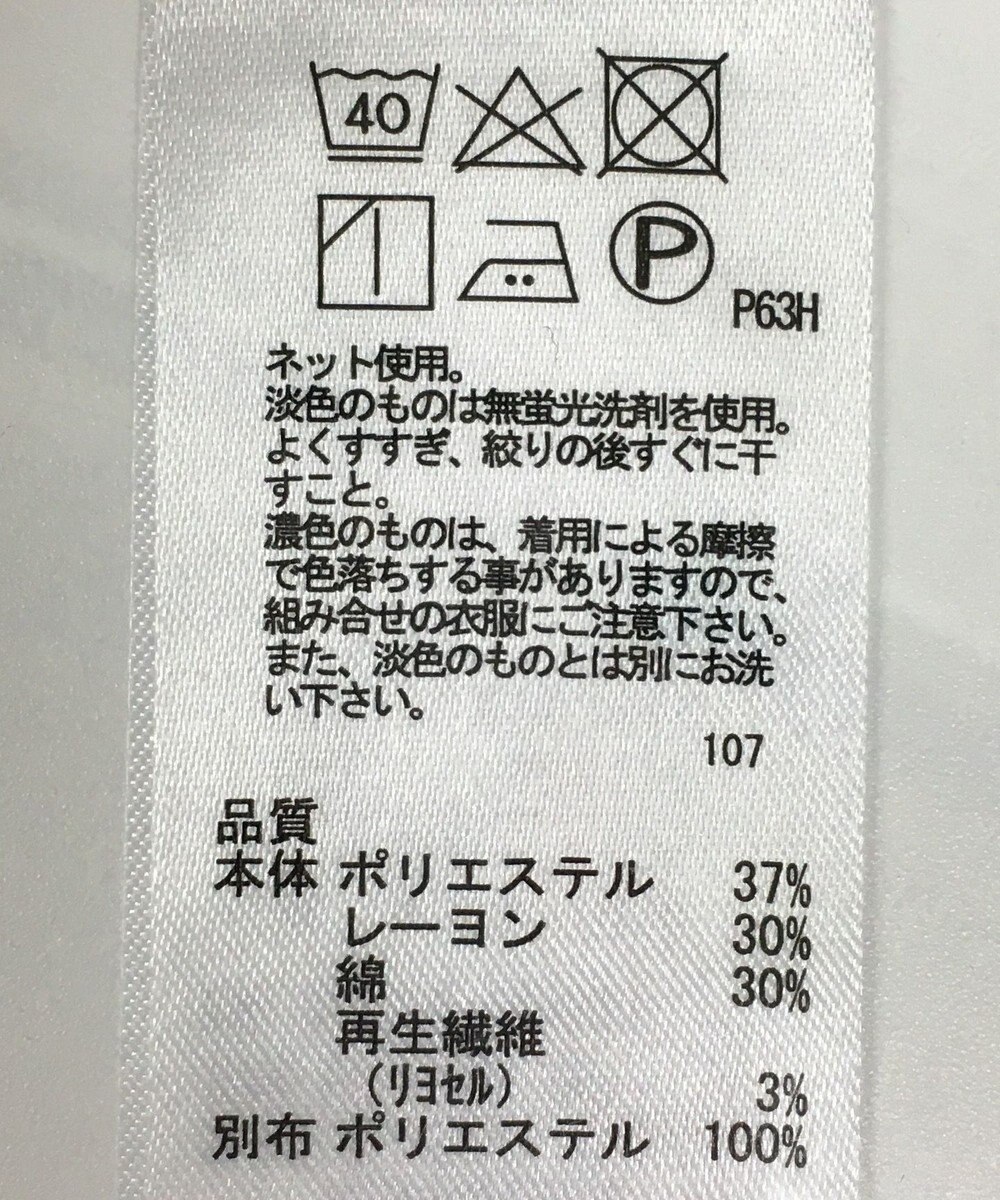 40
P
P63H
ネット使用。
淡色のものは無蛍光洗剤を使用。
よくすすぎ、絞りの後すぐに干
すこと。
濃色のものは、着用による摩擦
で色落ちする事がありますので、
組み合せの衣服にご注意下さい。
また、淡色のものとは別にお洗
い下さい。
107
品質
本体 ポリエステル 37%
レーヨン 30%
綿 30%
再生繊維
(リヨセル) 3%
別布 ポリエステル 100%